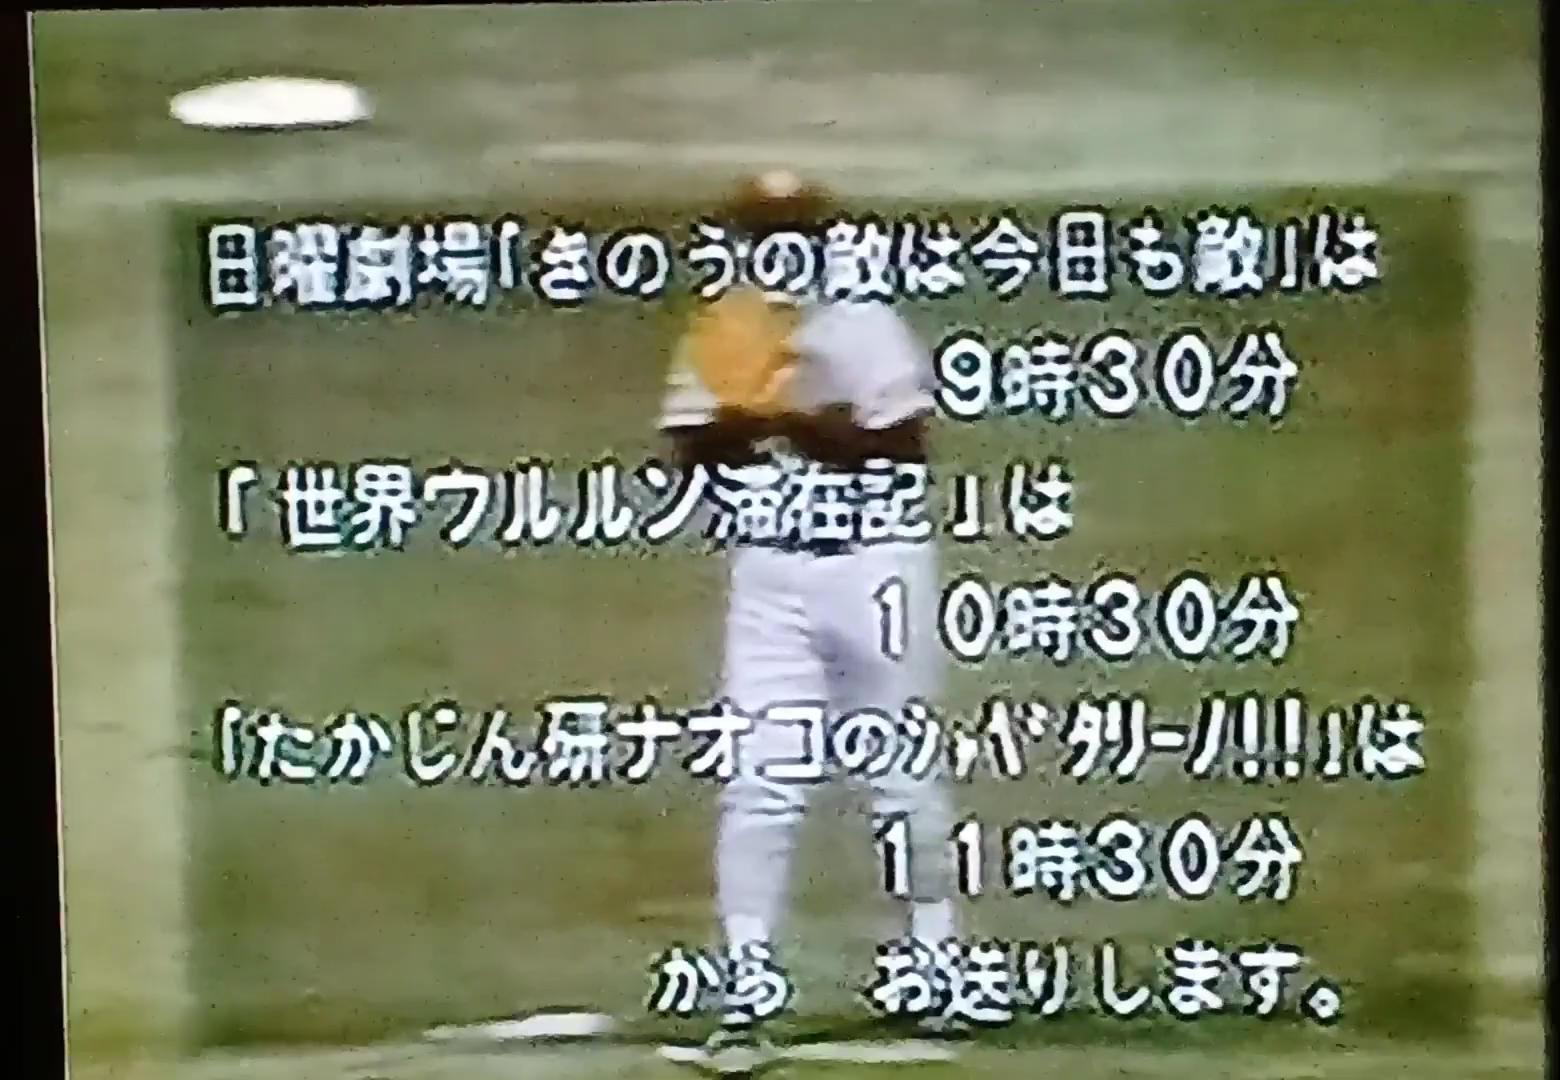 日曜劇場「きのうの敵は今日も敵」は
9時30分
「世界ウルルン滞在記」は
10時30分
「たかじん研ナオコのｼｬﾊﾞﾀﾞﾘｰﾉ!!」は
11時30分
から　お送りします。